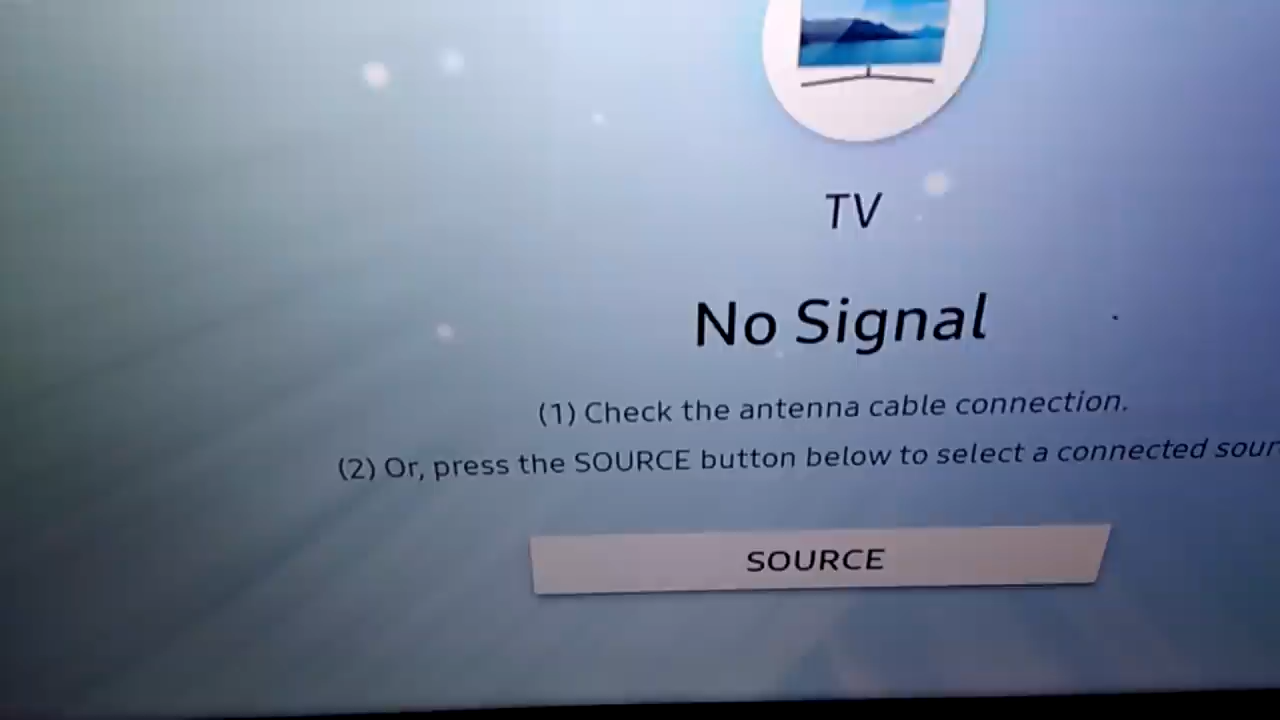 TV
No Signal
(1) Check the antenna cable connection.
(2) Or, press the SOURCE button below to select a connected sour
SOURCE